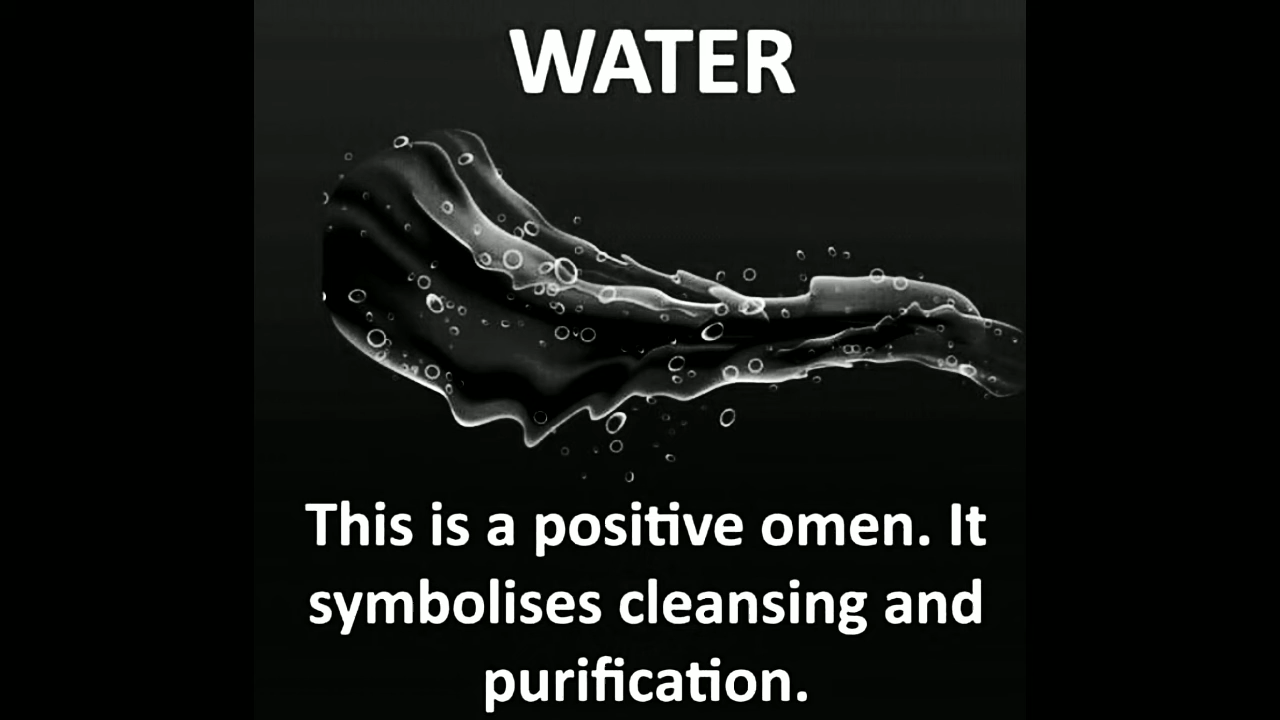 WATER
This is a positive omen. It
symbolises cleansing and
purification.